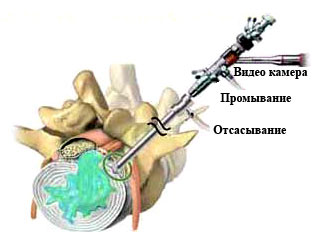 Видео камера
Промывание
Отсасывание